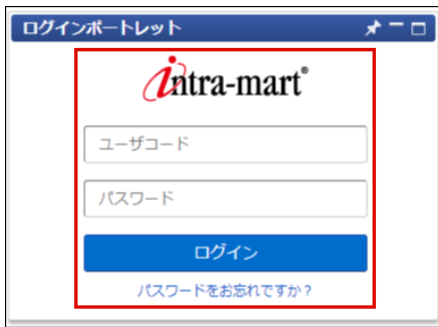 ログインポートレット
intra-mart®
ユーザコード
パスワード
ログイン
パスワードをお忘れですか？